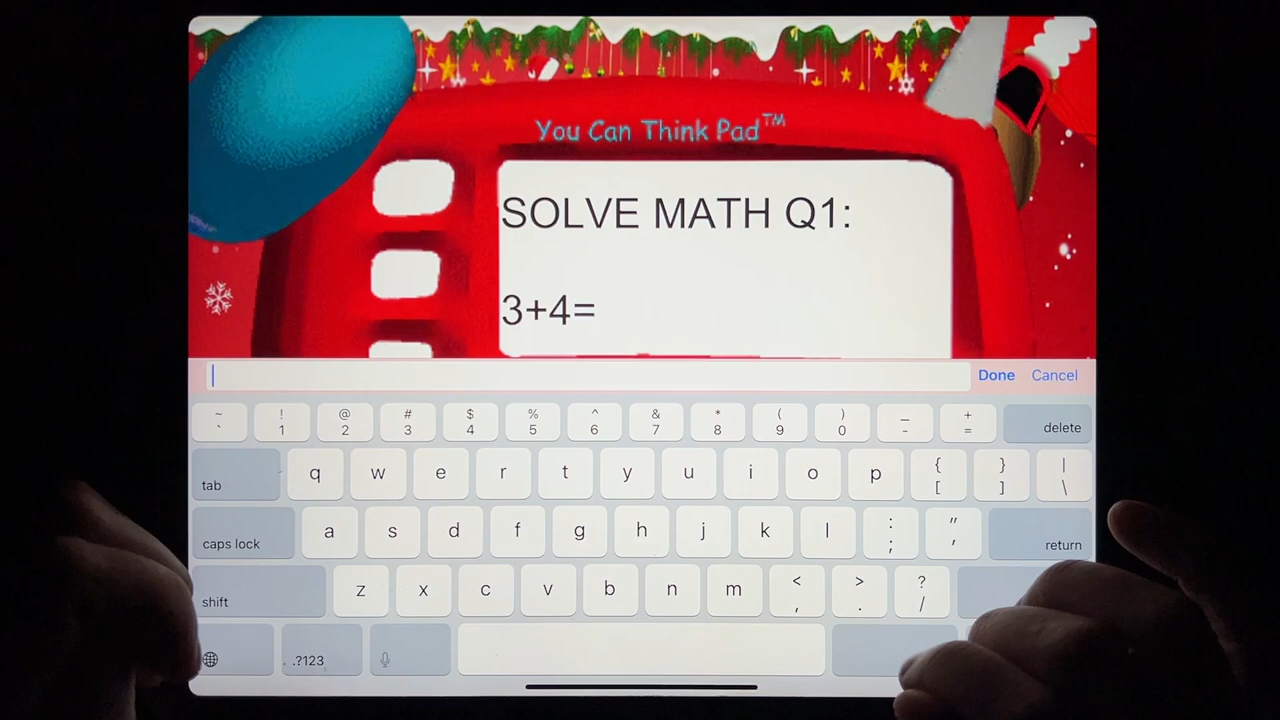 You Can Think Pad™
SOLVE MATH Q1:
3+4=
Done Cancel
~ ! @ # $ % ^ & * ( ) _ +
` 1 2 3 4 5 6 7 8 9 0 - = delete
tab q w e r t y u i o p { [ } ] | \
caps lock a s d f g h j k l : ; " ' return
shift z x c v b n m < , > . ? /
.?123